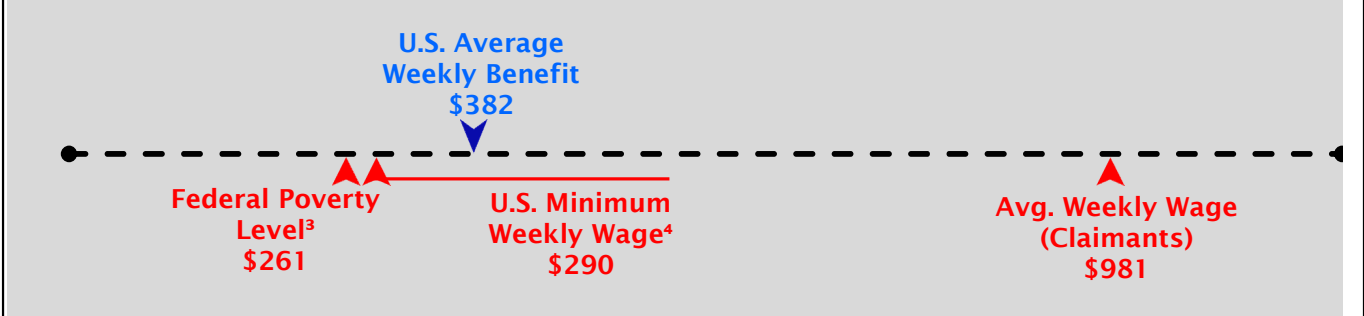 U.S. Average
Weekly Benefit
$382
Federal Poverty
Level³
$261
U.S. Minimum
Weekly Wage⁴
$290
Avg. Weekly Wage
(Claimants)
$981